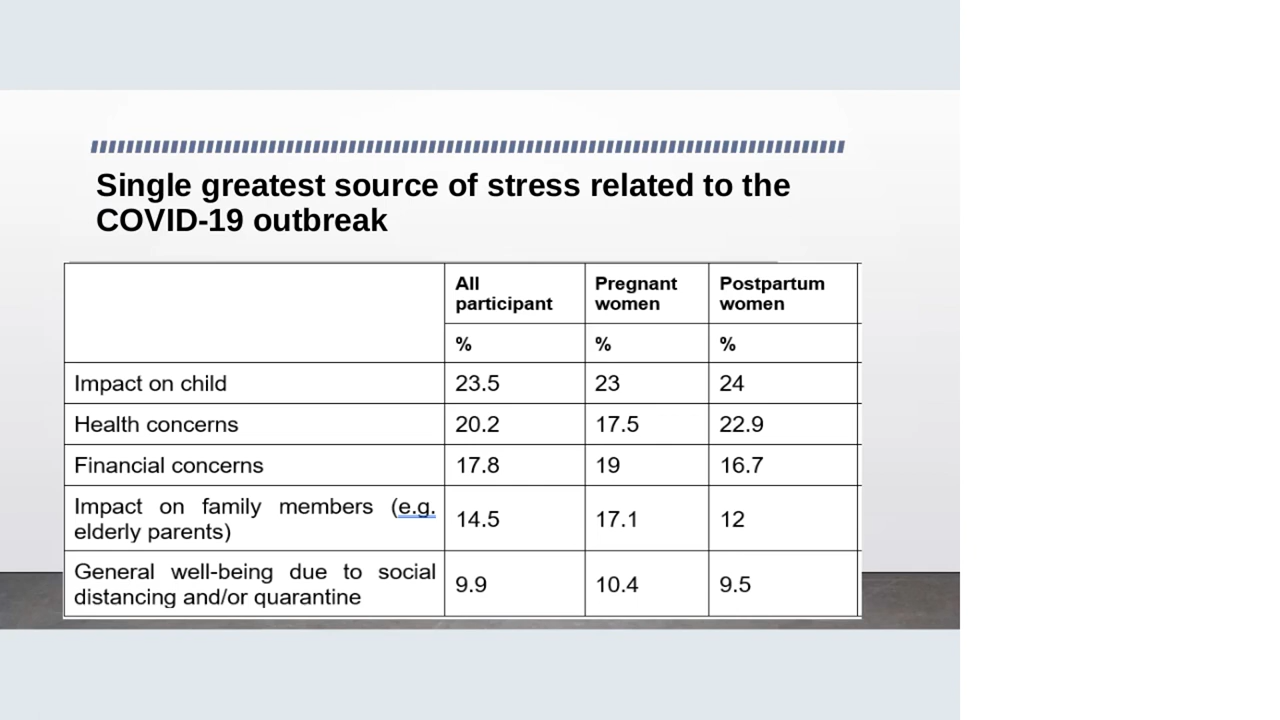 Single greatest source of stress related to the
COVID-19 outbreak
All participant Pregnant women Postpartum women
% % %
Impact on child 23.5 23 24
Health concerns 20.2 17.5 22.9
Financial concerns 17.8 19 16.7
Impact on family members (e.g.
elderly parents) 14.5 17.1 12
General well-being due to social
distancing and/or quarantine 9.9 10.4 9.5